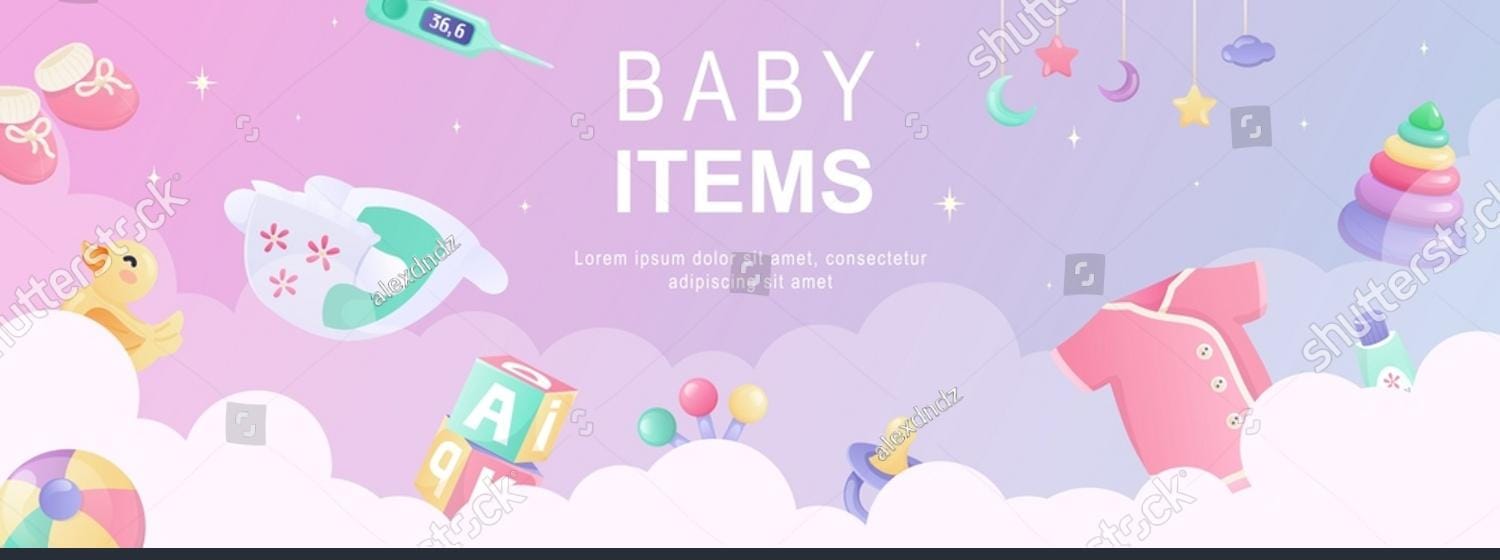 36,6
BABY
ITEMS
Lorem ipsum dolor sit amet, consectetur
adipiscing sit amet
shutterstock
shutterstock
shutterstock
shutterstock
alexdndz
alexdndz
A
i
q
shutterstock
shutterstock